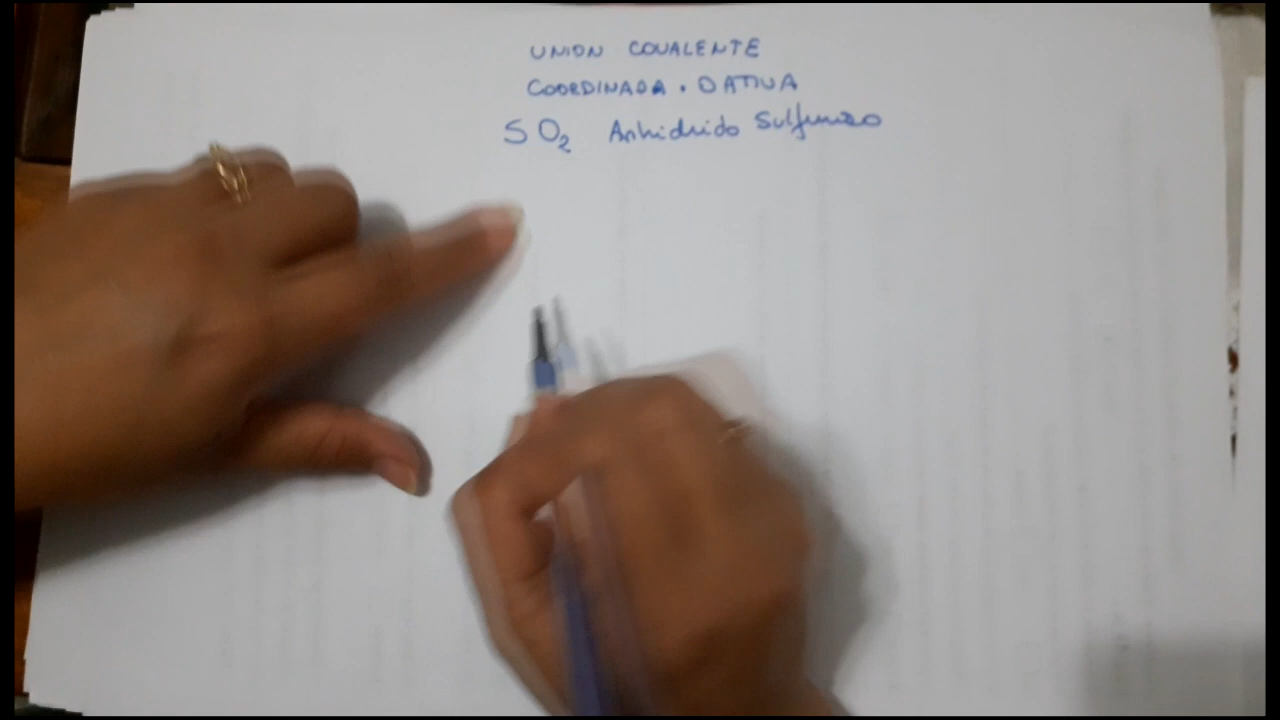 UNION COVALENTE
COORDINADA . DATIVA
SO₂ Anhidrido Sulfuroso